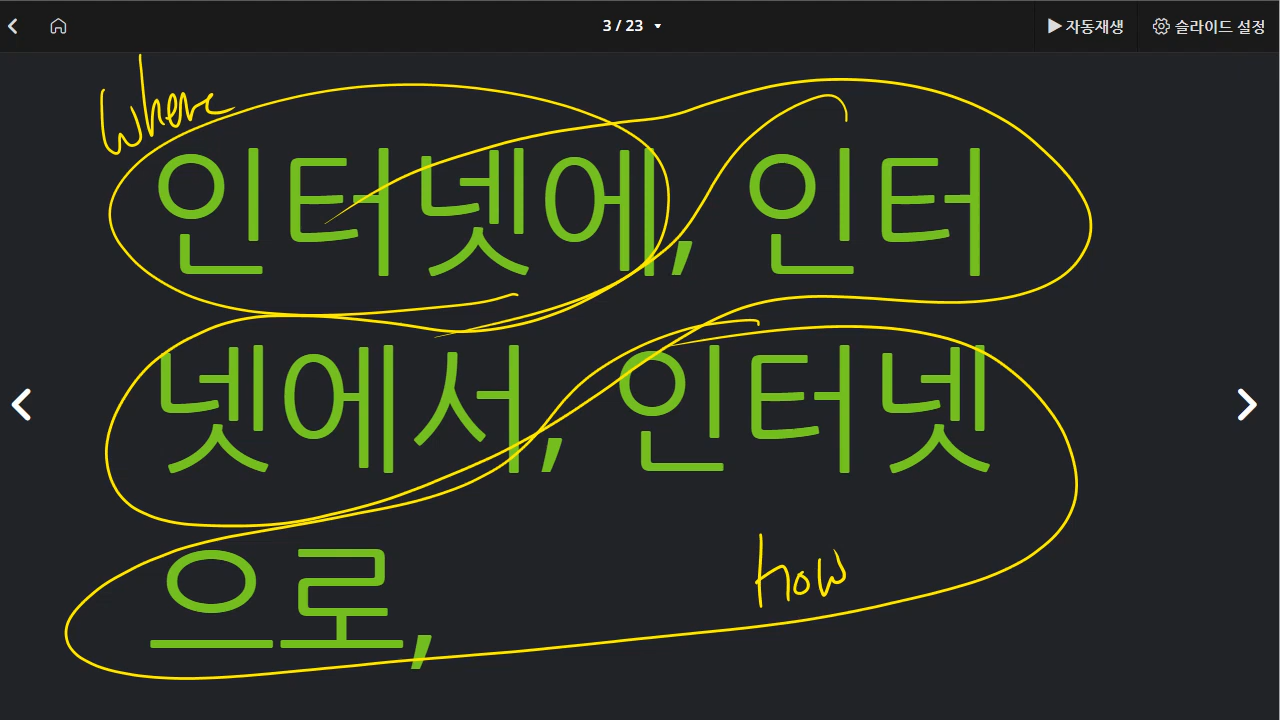 3 / 23
자동재생
슬라이드 설정
where
인터넷에, 인터
넷에서, 인터넷
으로,
how